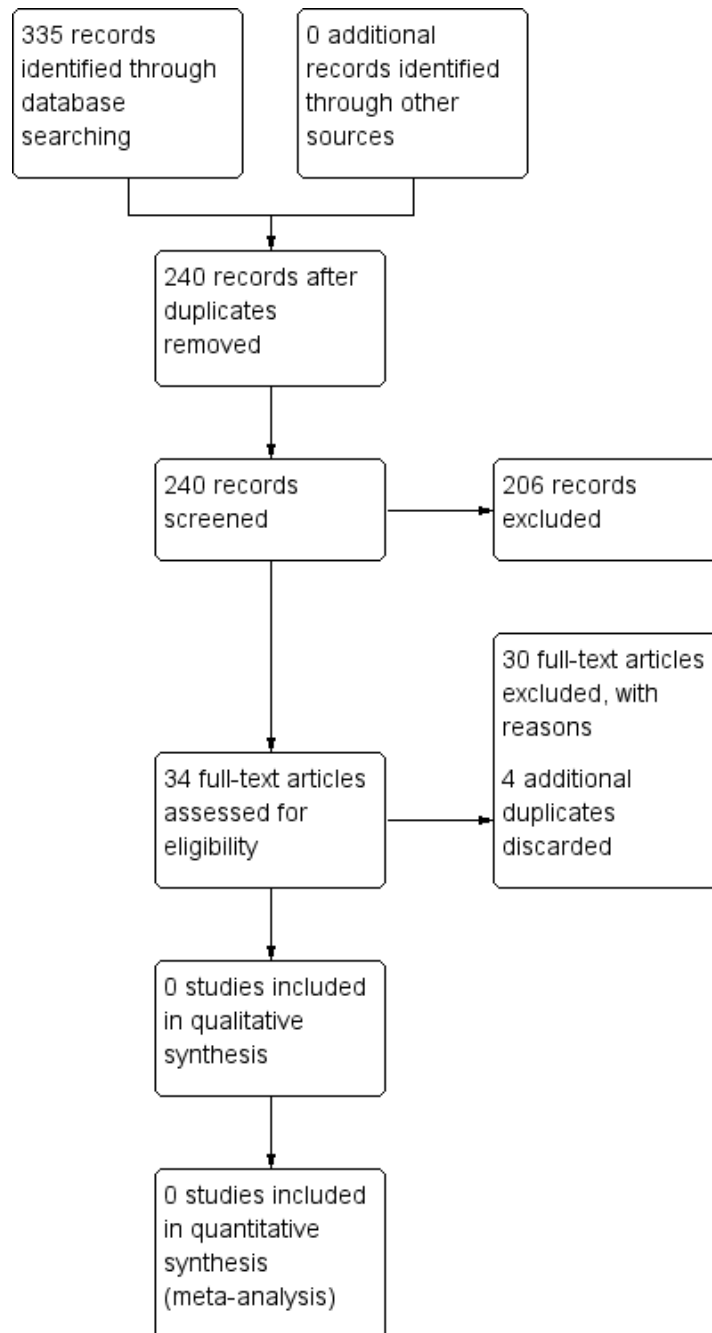 335 records
identified through
database
searching
0 additional
records identified
through other
sources
240 records after
duplicates
removed
240 records
screened
206 records
excluded
34 full-text articles
assessed for
eligibility
30 full-text articles
excluded, with
reasons
4 additional
duplicates
discarded
0 studies included
in qualitative
synthesis
0 studies included
in quantitative
synthesis
(meta-analysis)